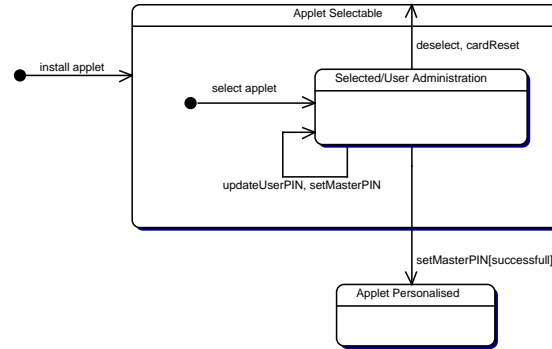 Applet Selectable
deselect, cardReset
install applet
Selected/User Administration
select applet
updateUserPIN, setMasterPIN
setMasterPIN[successfull]
Applet Personalised